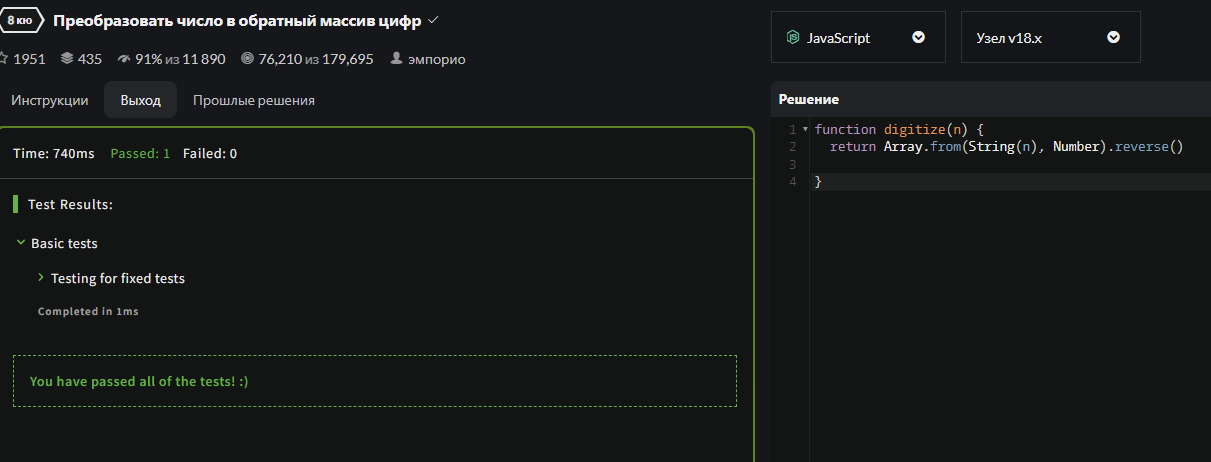 8 кю Преобразовать число в обратный массив цифр
1951 435 91% из 11 890 76,210 из 179,695 эмпорио
Инструкции Выход Прошлые решения
Time: 740ms Passed: 1 Failed: 0
Test Results:
Basic tests
Testing for fixed tests
Completed in 1ms
You have passed all of the tests! :)
JavaScript Узел v18.x
Решение
1 function digitize(n) {
2 return Array.from(String(n), Number).reverse()
3
4 }